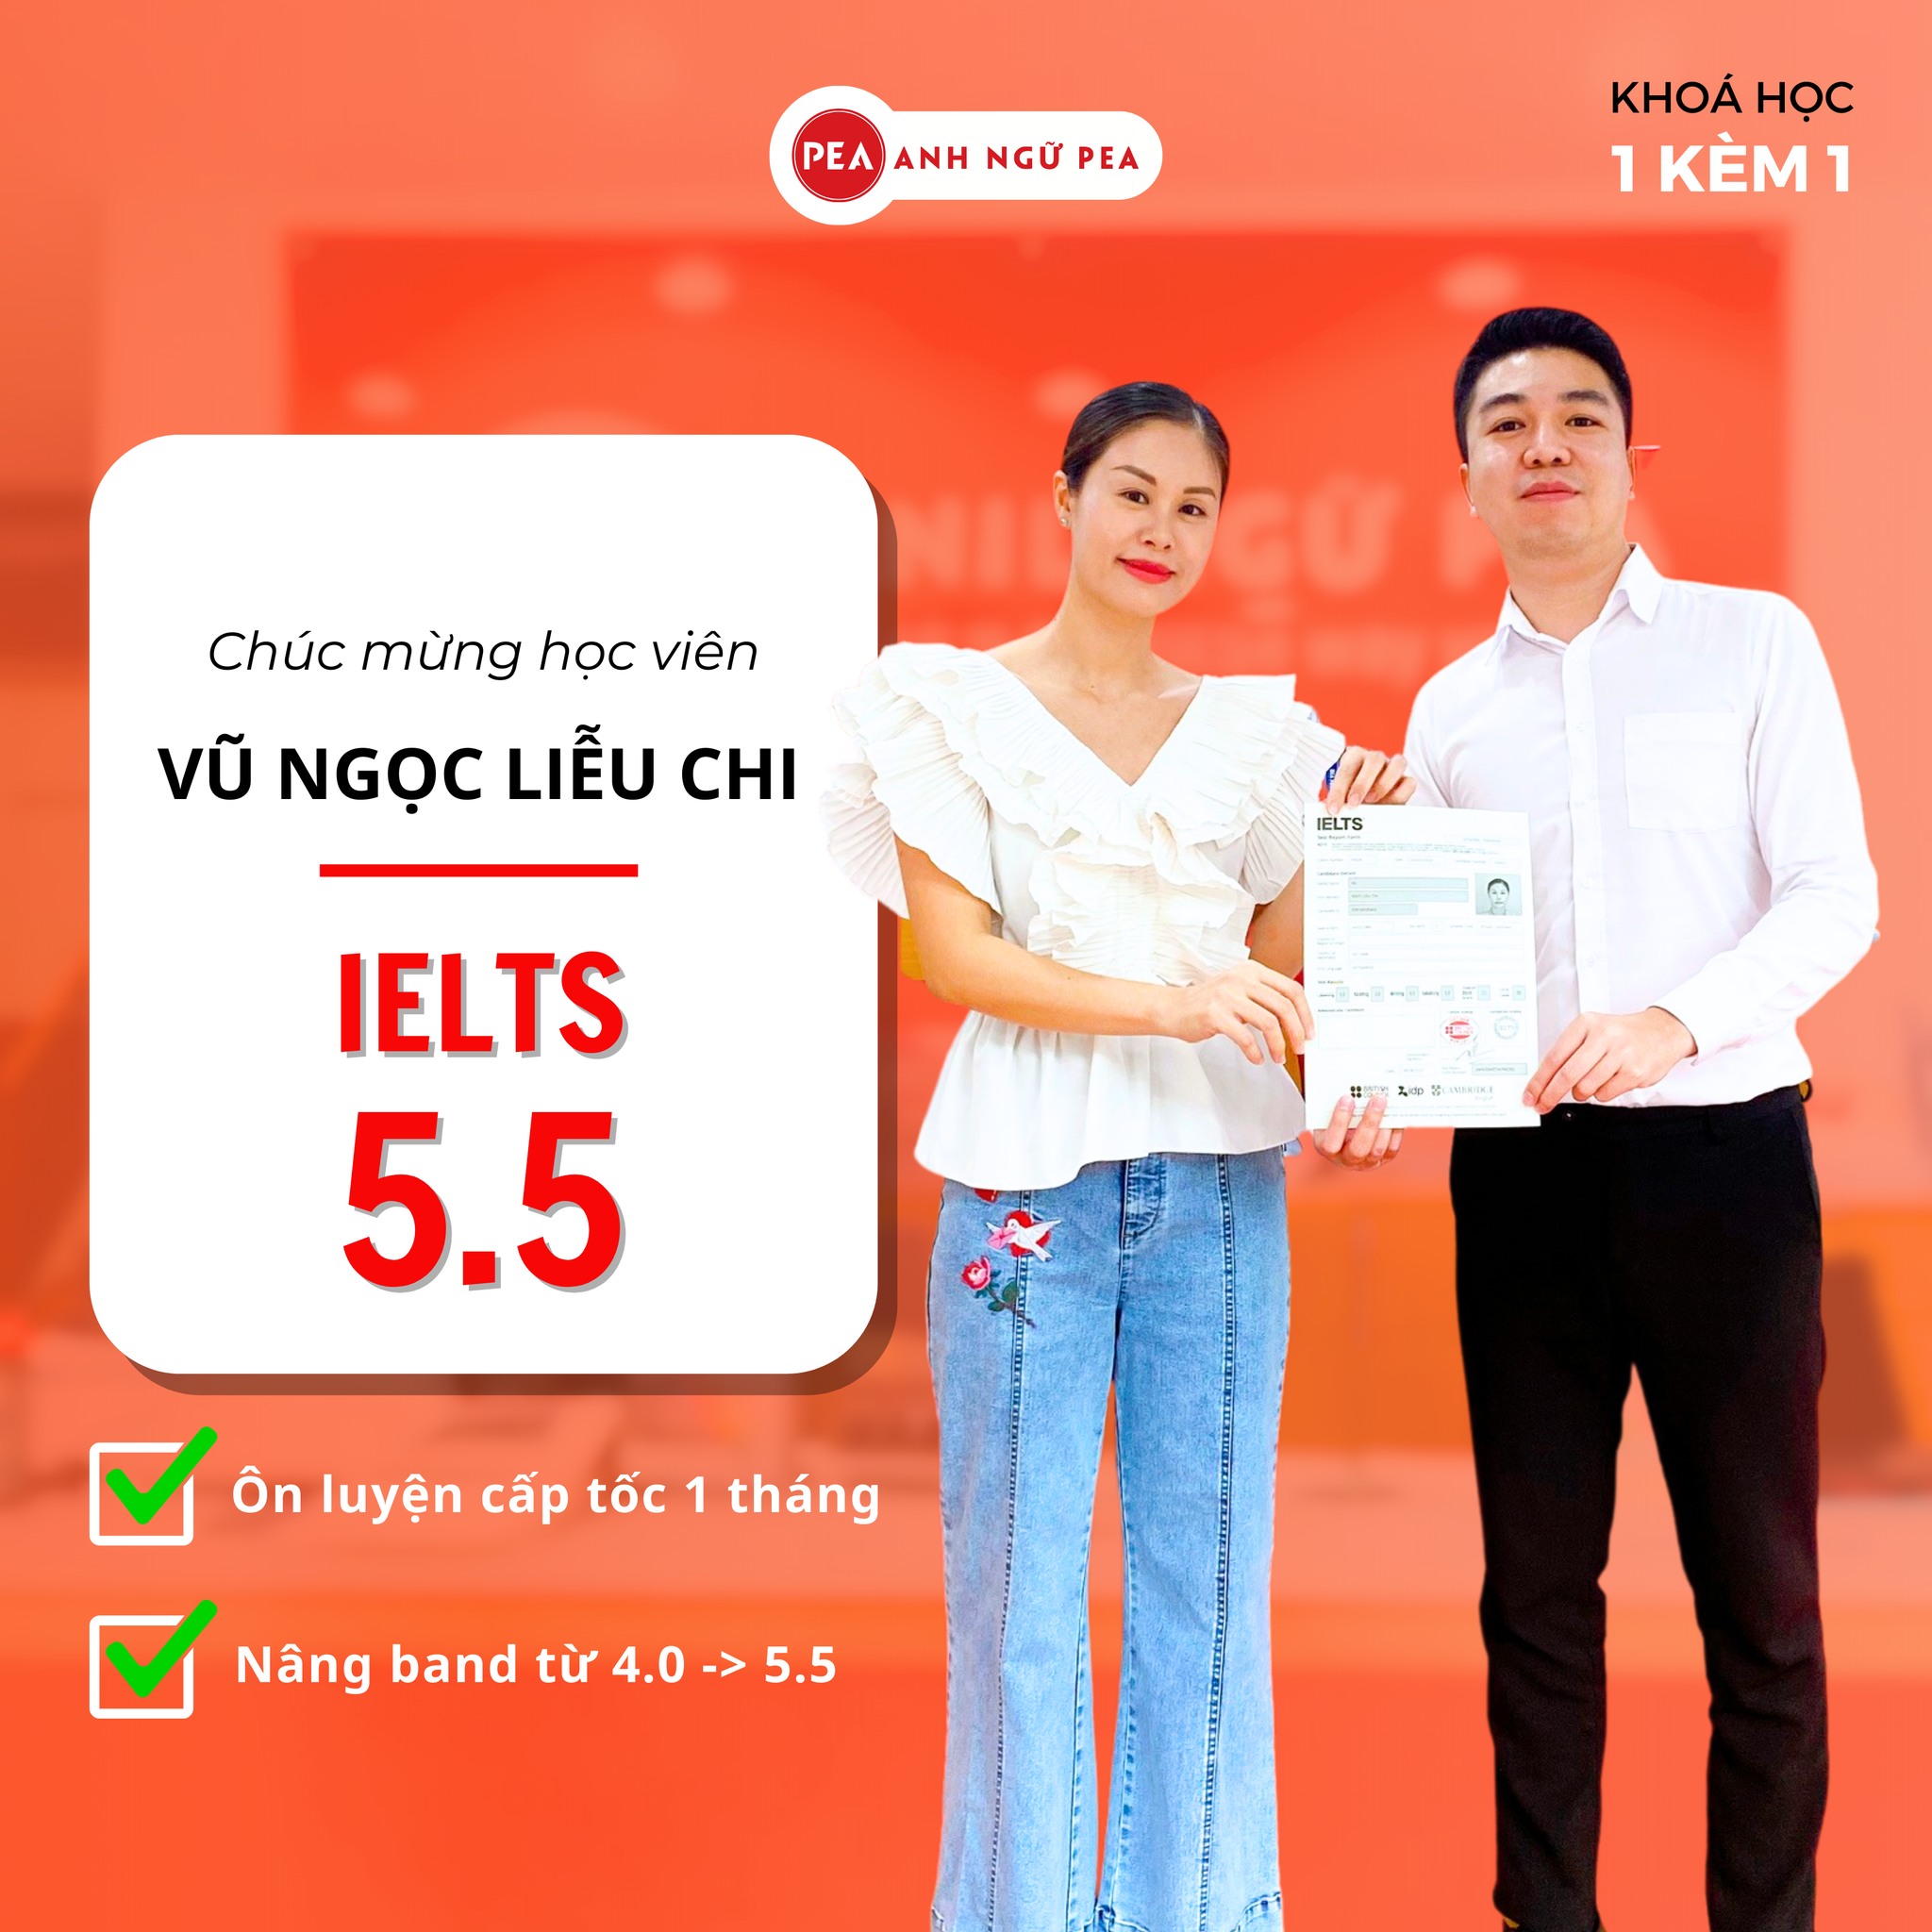 KHOÁ HỌC
1 KÈM 1
PEA ANH NGỮ PEA
Chúc mừng học viên
VŨ NGỌC LIỄU CHI
IELTS
5.5
Ôn luyện cấp tốc 1 tháng
Nâng band từ 4.0 -> 5.5
IELTS
Test Report Form
BRITISH COUNCIL idp CAMBRIDGE